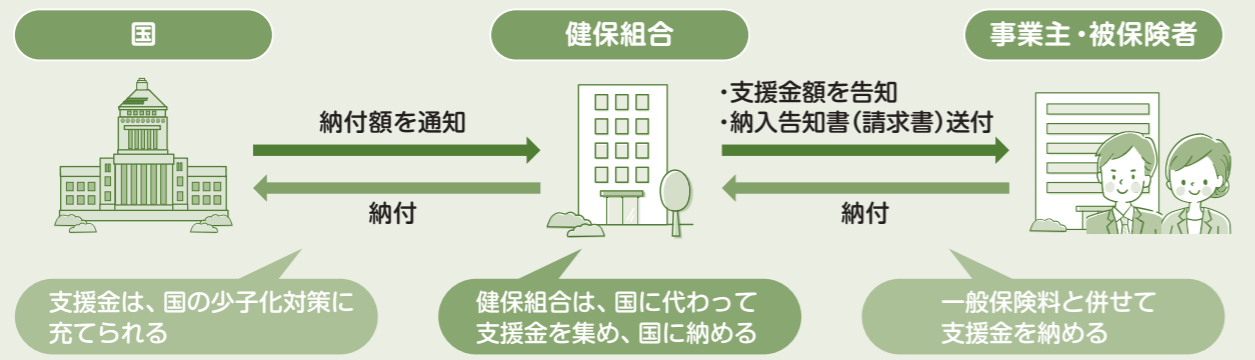 国
健保組合
事業主・被保険者
納付額を通知
納付
・支援金額を告知
・納入告知書(請求書)送付
納付
支援金は、国の少子化対策に
充てられる
健保組合は、国に代わって
支援金を集め、国に納める
一般保険料と併せて
支援金を納める